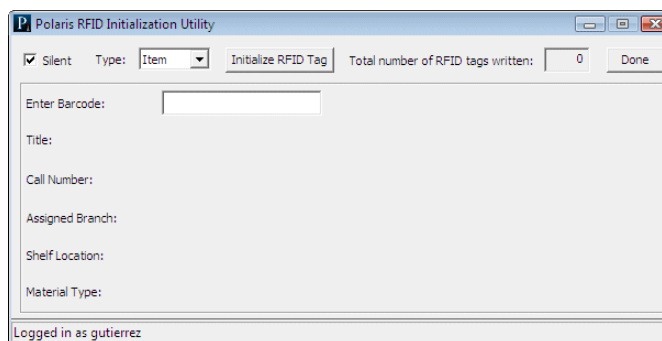 Polaris RFID Initialization Utility
Silent Type: Item Initialize RFID Tag Total number of RFID tags written: 0 Done
Enter Barcode:
Title:
Call Number:
Assigned Branch:
Shelf Location:
Material Type:
Logged in as gutierrez